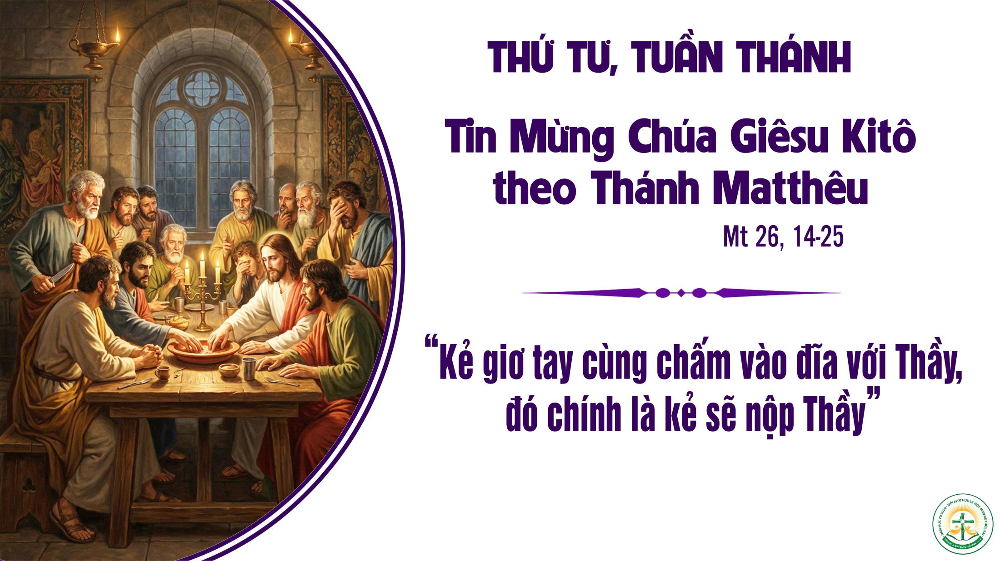 THỨ TƯ, TUẦN THÁNH
Tin Mừng Chúa Giêsu Kitô
theo Thánh Matthêu
Mt 26, 14-25
“Kẻ giơ tay cùng chấm vào đĩa với Thầy,
đó chính là kẻ sẽ nộp Thầy”
NĂM MỤC VỤ 2026 · MỖI KITÔ HỮU LÀ MỘT MÔN ĐỆ THỪA SAI ·
ANH EM LÀ ÁNH SÁNG THẾ GIAN